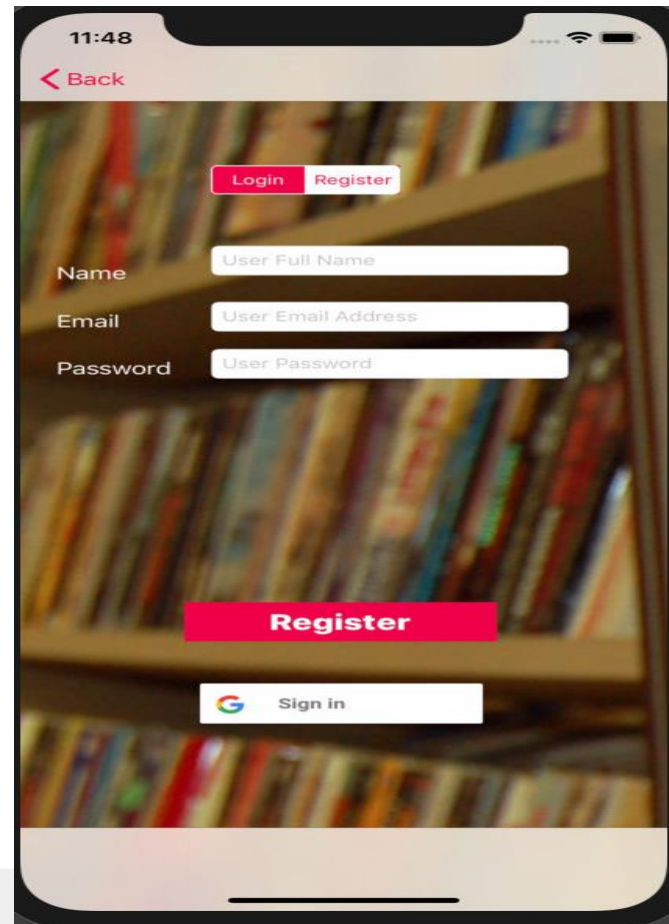 11:48
Back
Login Register
Name User Full Name
Email User Email Address
Password User Password
Register
Sign in